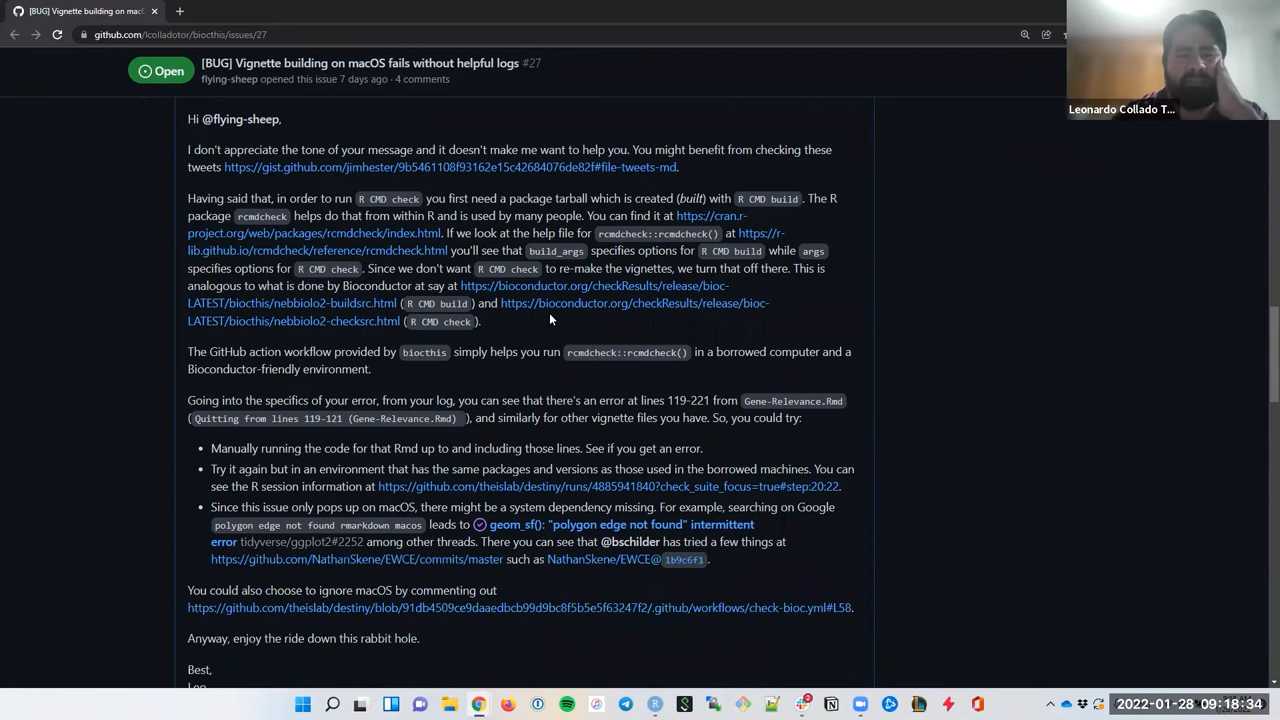 [BUG] Vignette building on macO
github.com/lcolladotor/biocthis/issues/27
Open
[BUG] Vignette building on macOS fails without helpful logs #27
flying-sheep opened this issue 7 days ago · 4 comments
Leonardo Collado T...
Hi @flying-sheep,
I don't appreciate the tone of your message and it doesn't make me want to help you. You might benefit from checking these
tweets https://gist.github.com/jimhester/9b5461108f93162e15c42684076de82f#file-tweets-md.
Having said that, in order to run R CMD check you first need a package tarball which is created (built) with R CMD build. The R
package rcmdcheck helps do that from within R and is used by many people. You can find it at https://cran.r-
project.org/web/packages/rcmdcheck/index.html. If we look at the help file for rcmdcheck::rcmdcheck() at https://r-
lib.github.io/rcmdcheck/reference/rcmdcheck.html you'll see that build_args specifies options for R CMD build while args
specifies options for R CMD check. Since we don't want R CMD check to re-make the vignettes, we turn that off there. This is
analogous to what is done by Bioconductor at say at https://bioconductor.org/checkResults/release/bioc-
LATEST/biocthis/nebbiolo2-buildsrc.html ( R CMD build ) and https://bioconductor.org/checkResults/release/bioc-
LATEST/biocthis/nebbiolo2-checksrc.html ( R CMD check ).
The GitHub action workflow provided by biocthis simply helps you run rcmdcheck::rcmdcheck() in a borrowed computer and a
Bioconductor-friendly environment.
Going into the specifics of your error, from your log, you can see that there's an error at lines 119-221 from Gene-Relevance.Rmd
( Quitting from lines 119-121 (Gene-Relevance.Rmd) ), and similarly for other vignette files you have. So, you could try:
• Manually running the code for that Rmd up to and including those lines. See if you get an error.
• Try it again but in an environment that has the same packages and versions as those used in the borrowed machines. You can
see the R session information at https://github.com/theislab/destiny/runs/4885941840?check_suite_focus=true#step:20:22.
• Since this issue only pops up on macOS, there might be a system dependency missing. For example, searching on Google
polygon edge not found rmarkdown macos leads to geom_sf(): "polygon edge not found" intermittent
error tidyverse/ggplot2#2252 among other threads. There you can see that @bschilder has tried a few things at
https://github.com/NathanSkene/EWCE/commits/master such as NathanSkene/EWCE@1b9c6f1.
You could also choose to ignore macOS by commenting out
https://github.com/theislab/destiny/blob/91db4509ce9daaedbcb99d9bc8f5b5e5f63247f2/.github/workflows/check-bioc.yml#L58.
Anyway, enjoy the ride down this rabbit hole.
Best,
Leo
2022-01-28 09:18:34